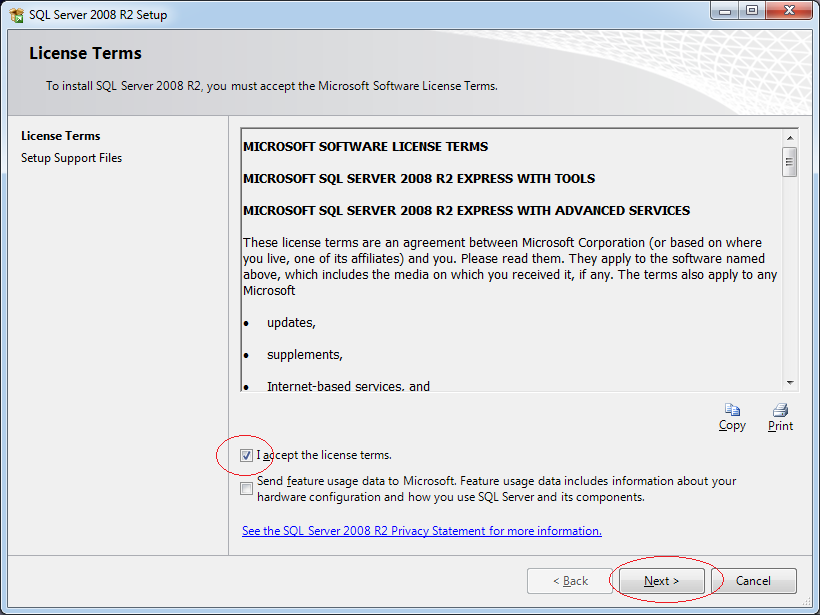 SQL Server 2008 R2 Setup
License Terms
To install SQL Server 2008 R2, you must accept the Microsoft Software License Terms.
License Terms
Setup Support Files
MICROSOFT SOFTWARE LICENSE TERMS
MICROSOFT SQL SERVER 2008 R2 EXPRESS WITH TOOLS
MICROSOFT SQL SERVER 2008 R2 EXPRESS WITH ADVANCED SERVICES
These license terms are an agreement between Microsoft Corporation (or based on where
you live, one of its affiliates) and you. Please read them. They apply to the software named
above, which includes the media on which you received it, if any. The terms also apply to any
Microsoft
• updates,
• supplements,
• Internet-based services, and
Copy
Print
I accept the license terms.
Send feature usage data to Microsoft. Feature usage data includes information about your
hardware configuration and how you use SQL Server and its components.
See the SQL Server 2008 R2 Privacy Statement for more information.
< Back
Next >
Cancel